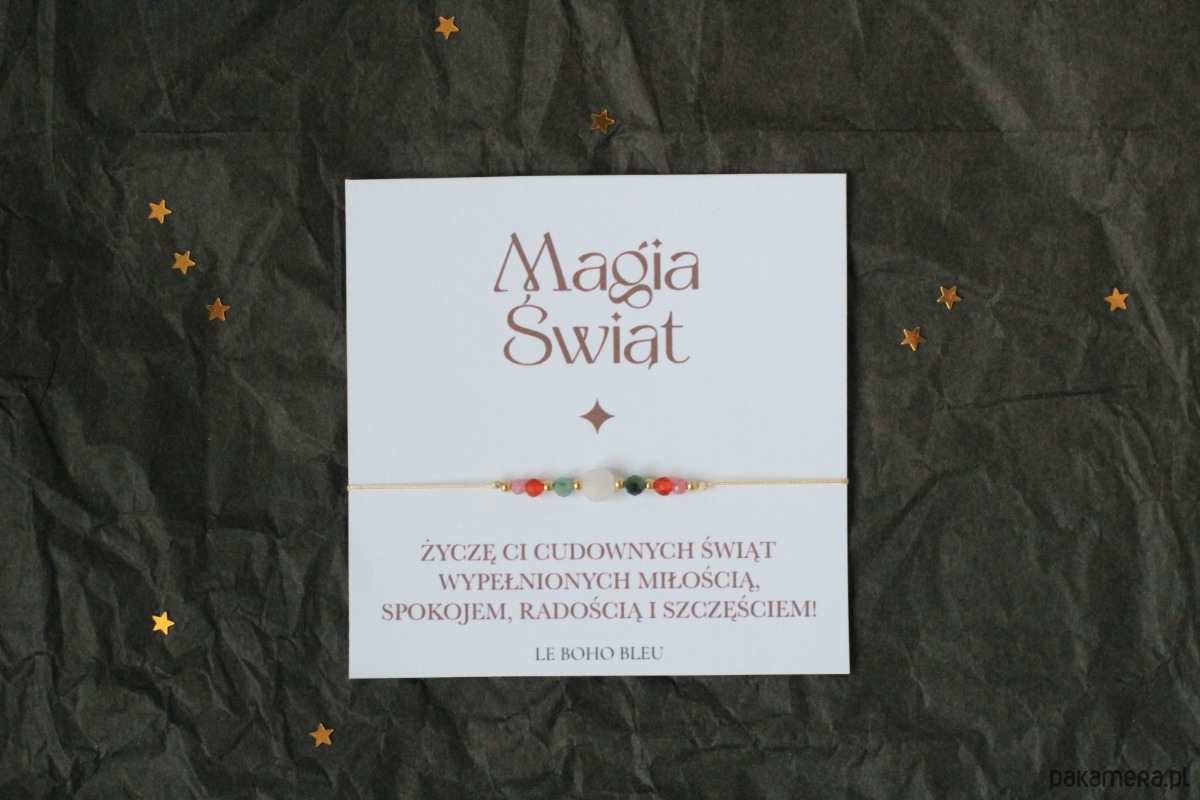 Magia
Świąt
ŻYCZĘ CI CUDOWNYCH ŚWIĄT
WYPEŁNIONYCH MIŁOŚCIĄ,
SPOKOJEM, RADOŚCIĄ I SZCZĘŚCIEM!
LE BOHO BLEU
pakamera.pl